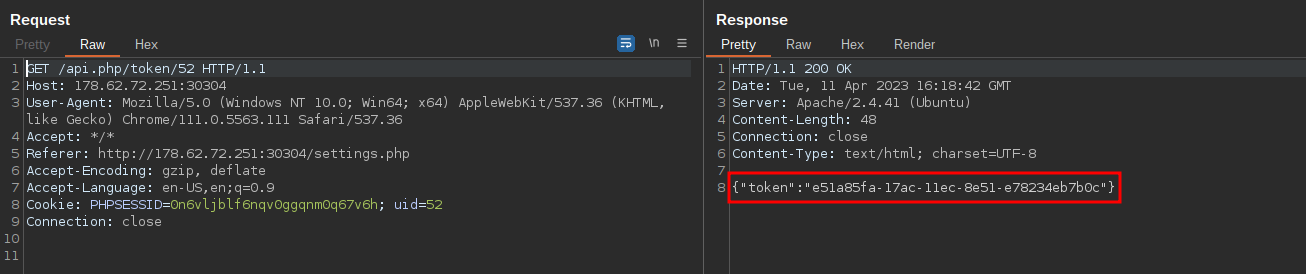 Request
Pretty Raw Hex
\n
1 GET /api.php/token/52 HTTP/1.1
2 Host: 178.62.72.251:30304
3 User-Agent: Mozilla/5.0 (Windows NT 10.0; Win64; x64) AppleWebKit/537.36 (KHTML,
like Gecko) Chrome/111.0.5563.111 Safari/537.36
4 Accept: */*
5 Referer: http://178.62.72.251:30304/settings.php
6 Accept-Encoding: gzip, deflate
7 Accept-Language: en-US,en;q=0.9
8 Cookie: PHPSESSID=0n6vljblf6nqv0ggqnm0q67v6h; uid=52
9 Connection: close
10
11
Response
Pretty Raw Hex Render
1 HTTP/1.1 200 OK
2 Date: Tue, 11 Apr 2023 16:18:42 GMT
3 Server: Apache/2.4.41 (Ubuntu)
4 Content-Length: 48
5 Connection: close
6 Content-Type: text/html; charset=UTF-8
7
8 {"token":"e51a85fa-17ac-11ec-8e51-e78234eb7b0c"}